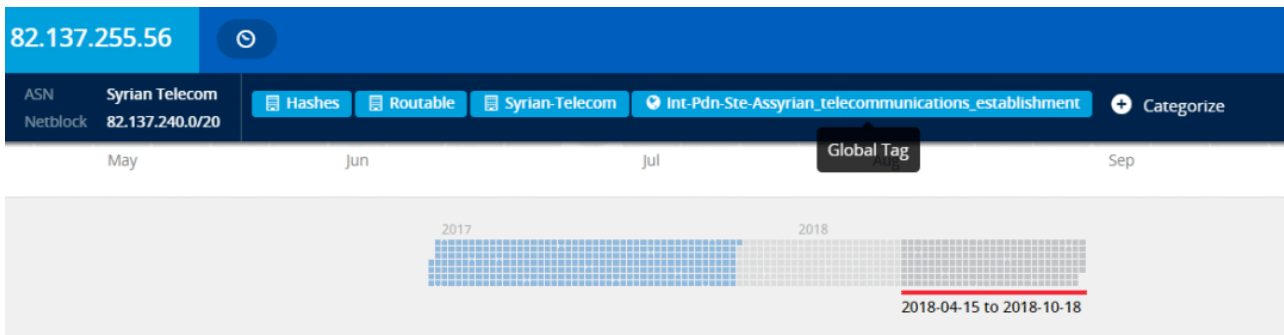 82.137.255.56
ASN Syrian Telecom
Netblock 82.137.240.0/20
Hashes Routable Syrian-Telecom Int-Pdn-Ste-Assyrian_telecommunications_establishment Categorize
Global Tag
May Jun Jul Sep
2017 2018
2018-04-15 to 2018-10-18